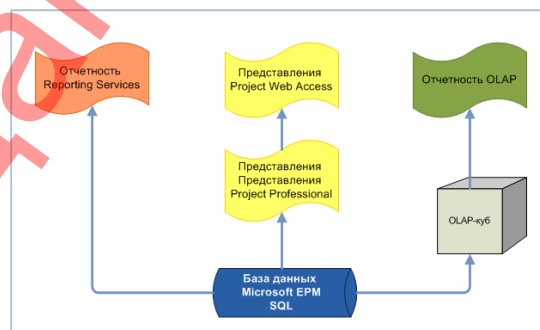 Отчетность
Reporting Services
Представления
Project Web Access
Отчетность OLAP
Представления
Представления
Project Professional
OLAP-куб
База данных
Microsoft EPM
SQL